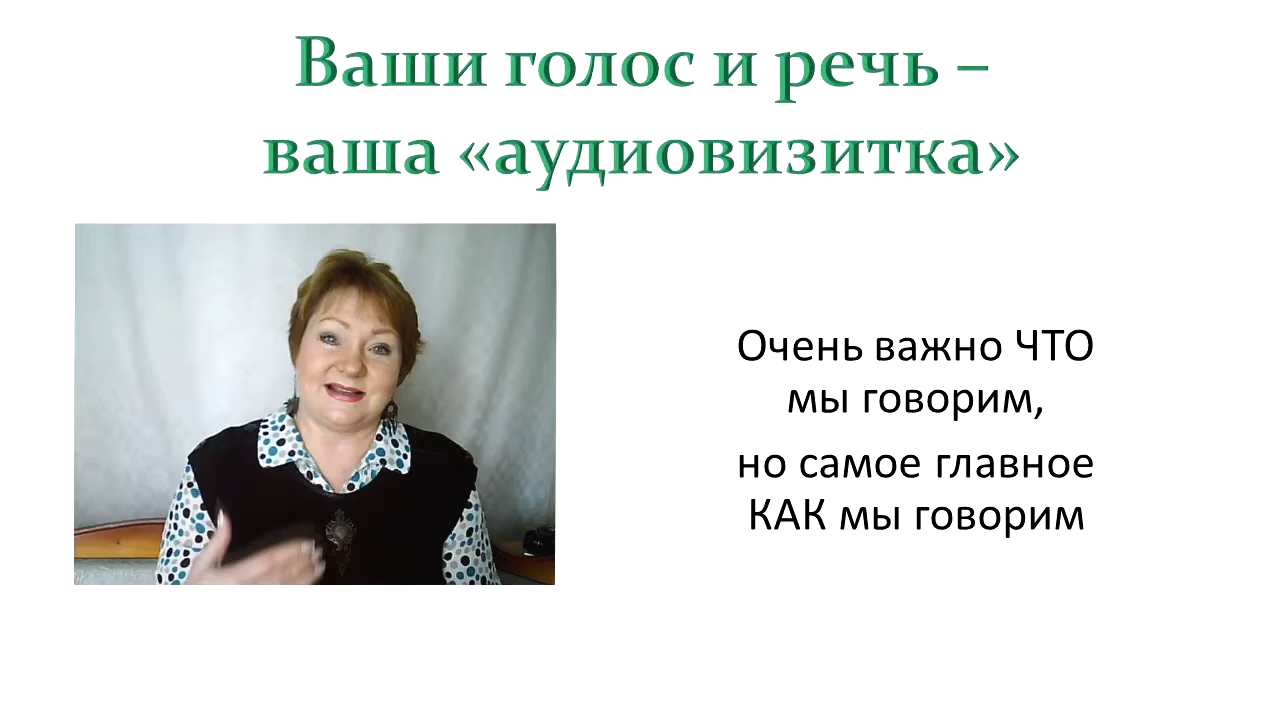 Ваши голос и речь –
ваша «аудиовизитка»
Очень важно ЧТО
мы говорим,
но самое главное
КАК мы говорим